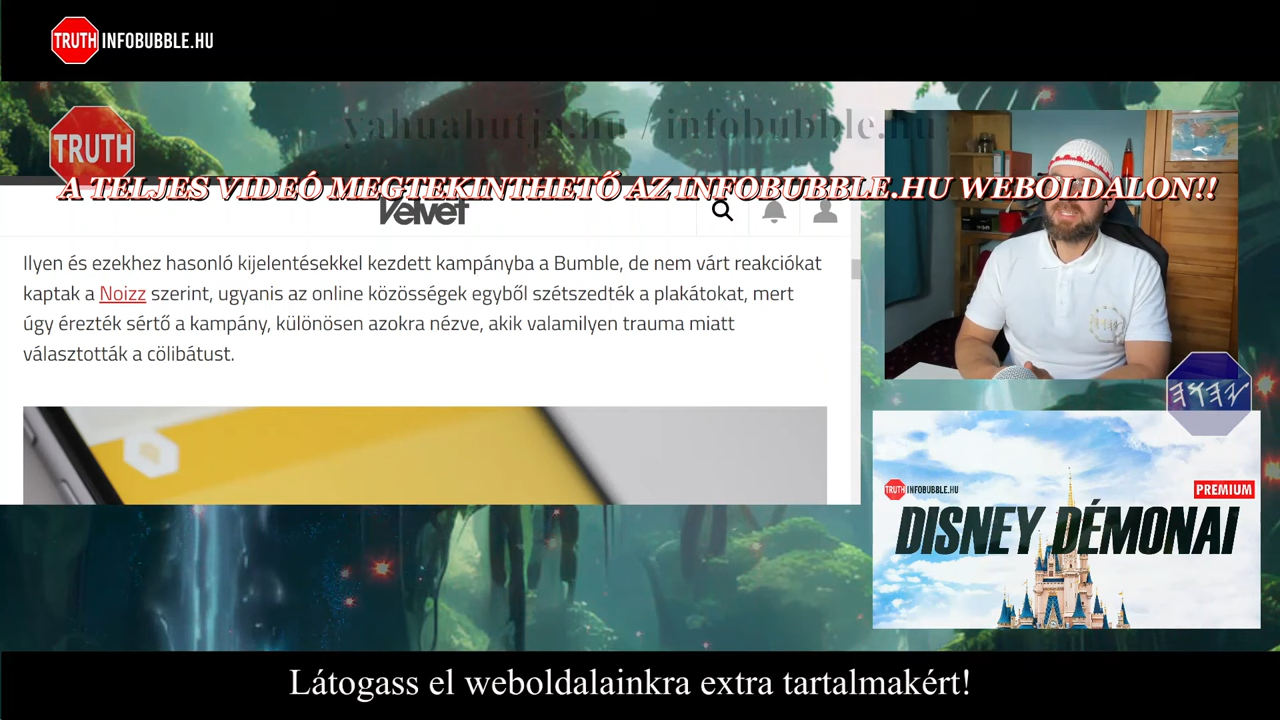 TRUTH INFOBUBBLE.HU
yahuahutja.hu / infobubble.hu
TRUTH
A TELJES VIDEÓ MEGTEKINTHETŐ AZ INFOBUBBLE.HU WEBOLDALON!!
Velvet
Ilyen és ezekhez hasonló kijelentésekkel kezdett kampányba a Bumble, de nem várt reakciókat
kaptak a Noizz szerint, ugyanis az online közösségek egyből szétszedték a plakátokat, mert
úgy érezték sértő a kampány, különösen azokra nézve, akik valamilyen trauma miatt
választották a cölibátust.
𐤉𐤄𐤅𐤄
TRUTH INFOBUBBLE.HU
PREMIUM
DISNEY DÉMONAI
Látogass el weboldalainkra extra tartalmakért!